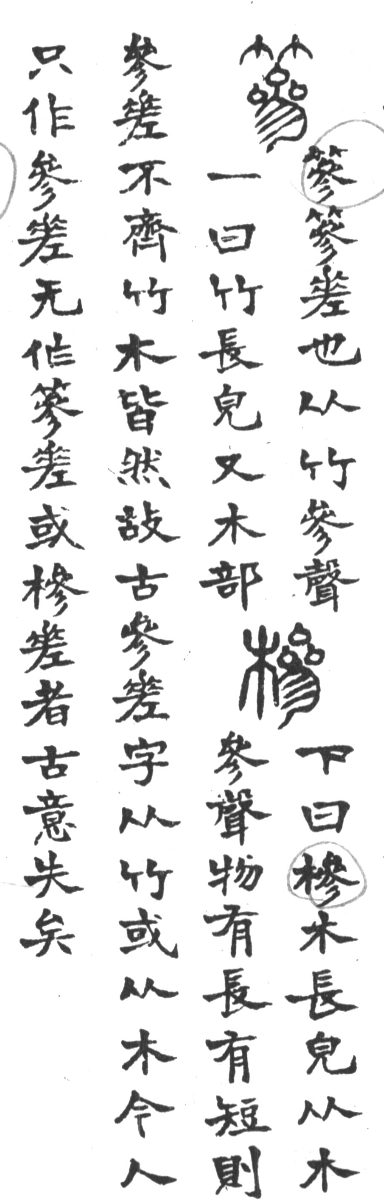 篸
篸篸差也从竹參聲
一曰竹長皃又木部
槮
下曰槮木長皃从木
參聲物有長有短則
參差不齊竹木皆然故古參差字从竹或从木今人
只作參差无作篸差或槮差者古意失矣